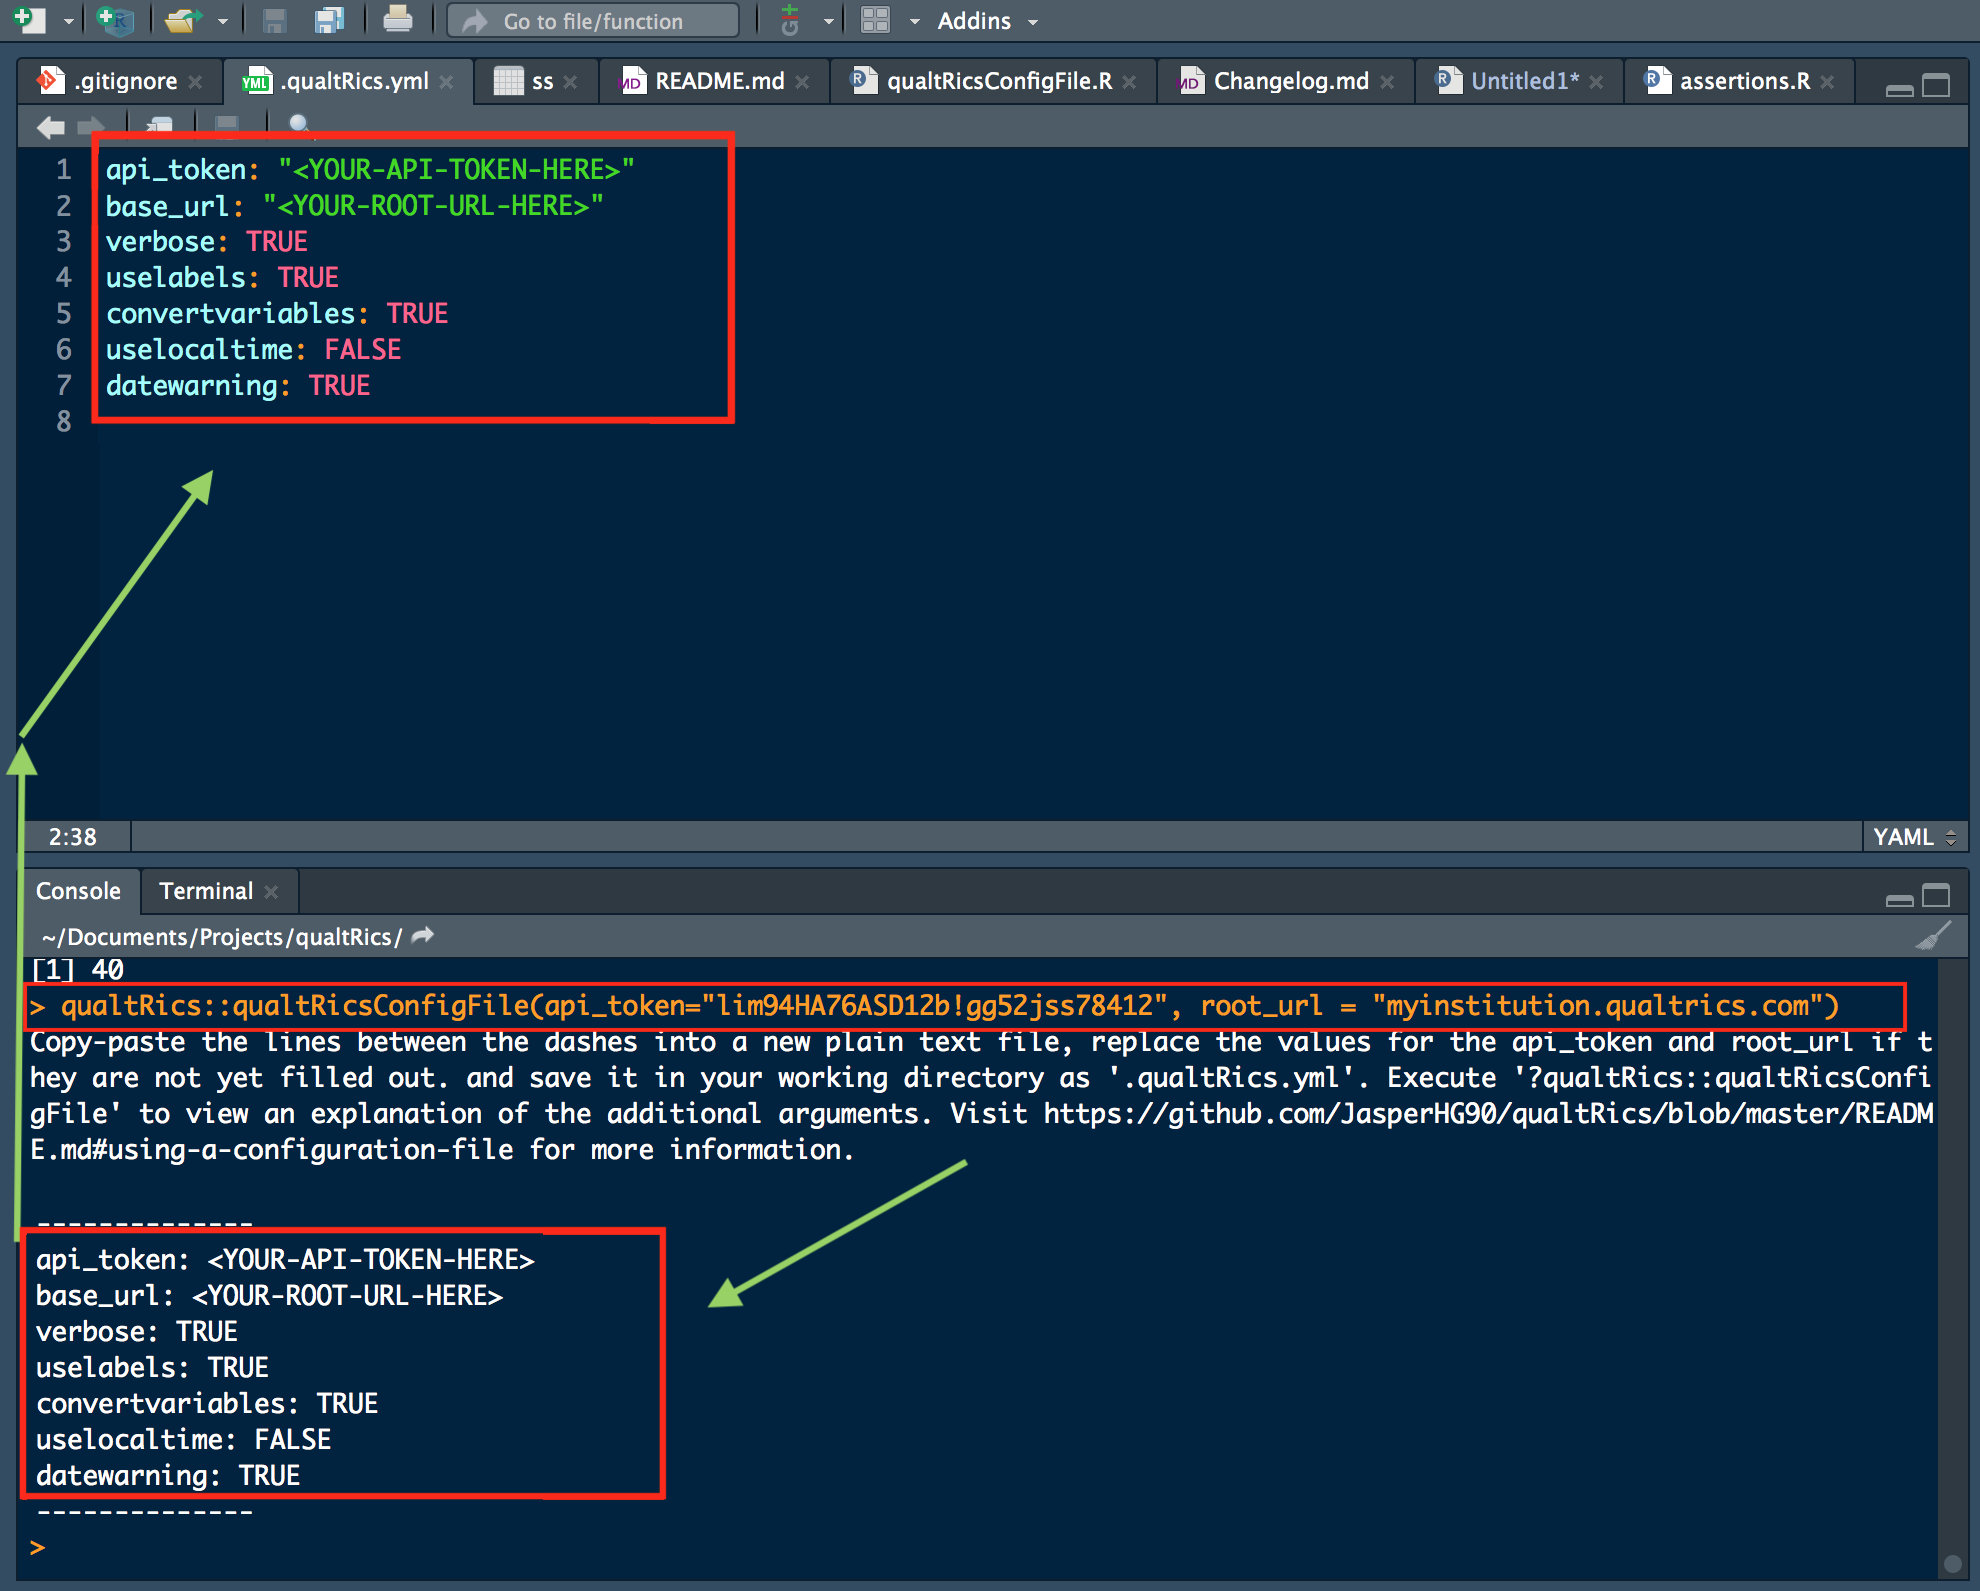 Go to file/function
Addins
.gitignore
.qualtRics.yml
ss
README.md
qualtRicsConfigFile.R
Changelog.md
Untitled1*
assertions.R
1 api_token: "<YOUR-API-TOKEN-HERE>"
2 base_url: "<YOUR-ROOT-URL-HERE>"
3 verbose: TRUE
4 uselabels: TRUE
5 convertvariables: TRUE
6 uselocaltime: FALSE
7 datewarning: TRUE
8
2:38
YAML
Console
Terminal
~/Documents/Projects/qualtRics/
[1] 40
> qualtRics::qualtRicsConfigFile(api_token="lim94HA76ASD12b!gg52jss78412", root_url = "myinstitution.qualtrics.com")
Copy-paste the lines between the dashes into a new plain text file, replace the values for the api_token and root_url if t
hey are not yet filled out. and save it in your working directory as '.qualtRics.yml'. Execute '?qualtRics::qualtRicsConfi
gFile' to view an explanation of the additional arguments. Visit https://github.com/JasperHG90/qualtRics/blob/master/READM
E.md#using-a-configuration-file for more information.
--------------
api_token: <YOUR-API-TOKEN-HERE>
base_url: <YOUR-ROOT-URL-HERE>
verbose: TRUE
uselabels: TRUE
convertvariables: TRUE
uselocaltime: FALSE
datewarning: TRUE
--------------
>